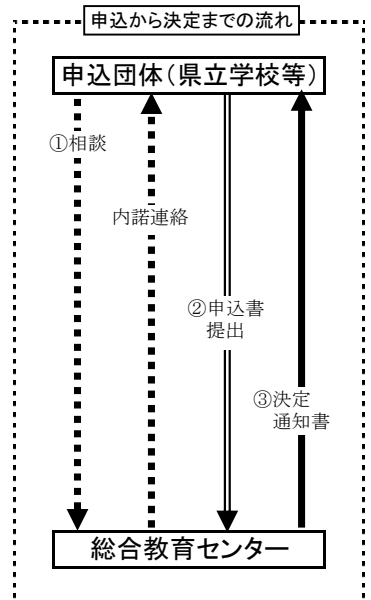 申込から決定までの流れ
申込団体（県立学校等）
①相談
内諾連絡
②申込書
提出
③決定
通知書
総合教育センター